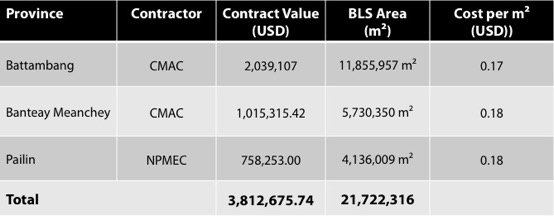 Province Contractor Contract Value (USD) BLS Area (m²) Cost per m² (USD))
Battambang CMAC 2,039,107 11,855,957 m² 0.17
Banteay Meanchey CMAC 1,015,315.42 5,730,350 m² 0.18
Pailin NPMEC 758,253.00 4,136,009 m² 0.18
Total 3,812,675.74 21,722,316